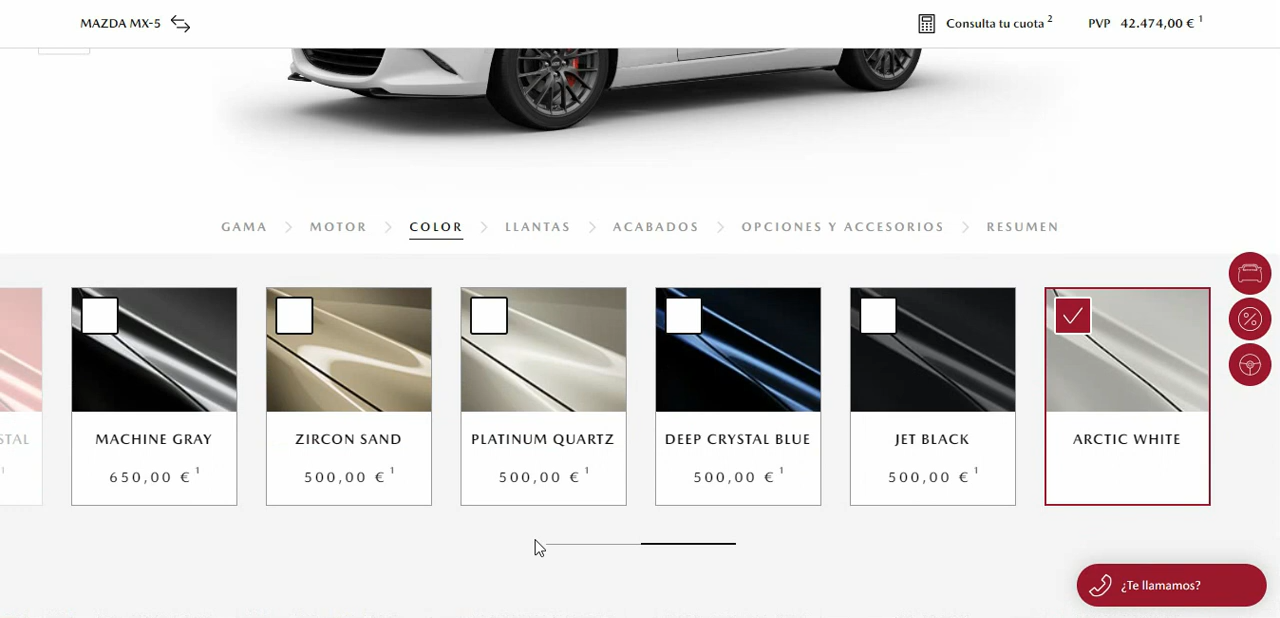 MAZDA MX-5
Consulta tu cuota 2
PVP 42.474,00 € 1
GAMA
MOTOR
COLOR
LLANTAS
ACABADOS
OPCIONES Y ACCESORIOS
RESUMEN
STAL
1
MACHINE GRAY
650,00 € 1
ZIRCON SAND
500,00 € 1
PLATINUM QUARTZ
500,00 € 1
DEEP CRYSTAL BLUE
500,00 € 1
JET BLACK
500,00 € 1
ARCTIC WHITE
¿Te llamamos?